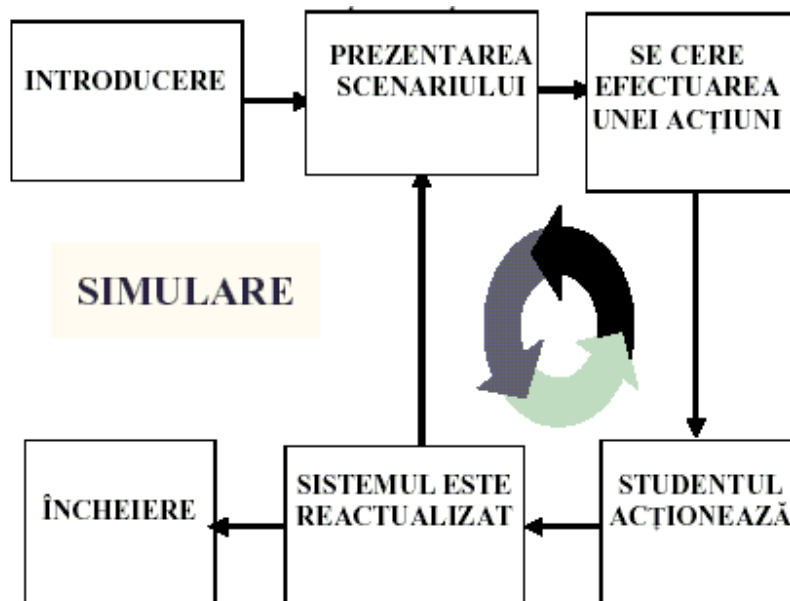 INTRODUCERE
PREZENTAREA
SCENARIULUI
SE CERE
EFECTUAREA
UNEI ACȚIUNI
SIMULARE
ÎNCHEIERE
SISTEMUL ESTE
REACTUALIZAT
STUDENTUL
ACȚIONEAZĂ